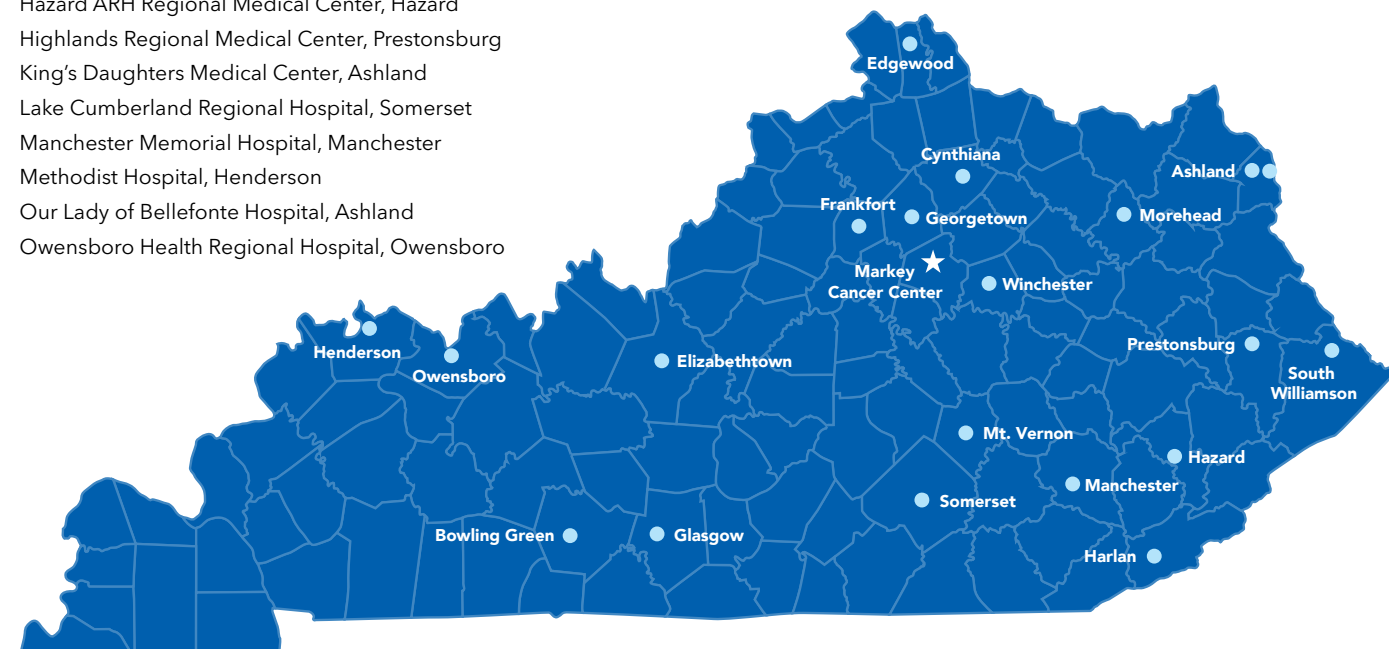 Hazard ARH Regional Medical Center, Hazard
Highlands Regional Medical Center, Prestonsburg
King’s Daughters Medical Center, Ashland
Lake Cumberland Regional Hospital, Somerset
Manchester Memorial Hospital, Manchester
Methodist Hospital, Henderson
Our Lady of Bellefonte Hospital, Ashland
Owensboro Health Regional Hospital, Owensboro
Edgewood
Cynthiana
Ashland
Frankfort
Georgetown
Morehead
Markey
Cancer Center
Winchester
Henderson
Owensboro
Elizabethtown
Prestonsburg
South
Williamson
Mt. Vernon
Hazard
Manchester
Somerset
Bowling Green
Glasgow
Harlan